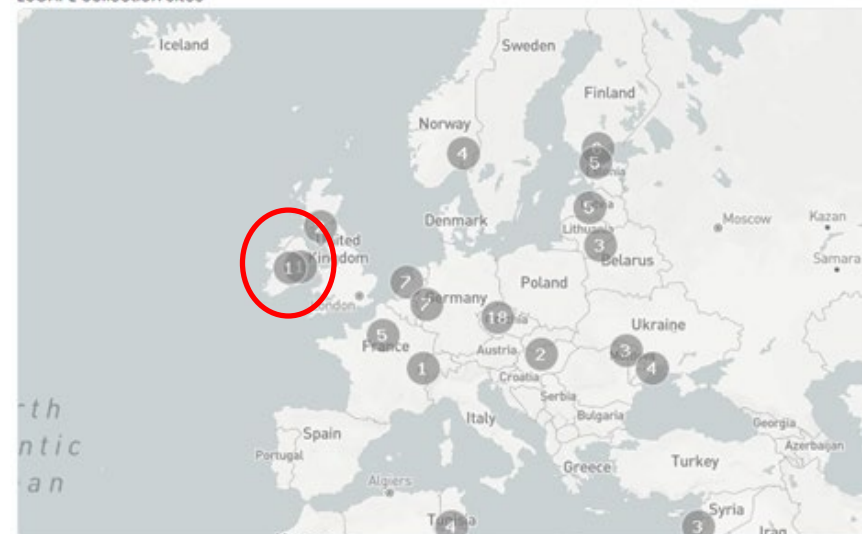 Iceland
Sweden
Finland
Norway
4
5
Denmark
5
Moscow
Kazan
United
Kingdom
Lithuania
3
Belarus
Samara
1
7
Poland
Germany
7
18
Ukraine
5
France
Austria
2
3
4
1
Croatia
Serbia
Italy
Bulgaria
Georgia
Spain
Azerbaijan
Portugal
Greece
Turkey
Algiers
Syria
Tunisia
4
3